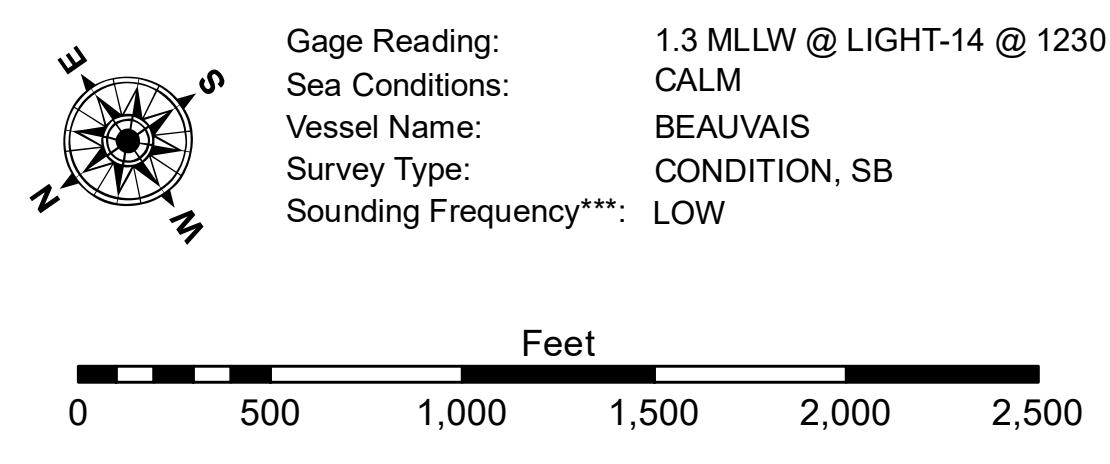 E
S
N
W
Gage Reading: 1.3 MLLW @ LIGHT-14 @ 1230
Sea Conditions: CALM
Vessel Name: BEAUVAIS
Survey Type: CONDITION, SB
Sounding Frequency***: LOW
Feet
0 500 1,000 1,500 2,000 2,500